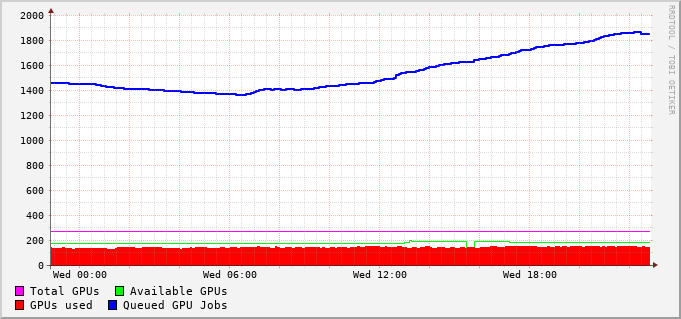 2000
1800
1600
1400
1200
1000
800
600
400
200
0
Wed 00:00 Wed 06:00 Wed 12:00 Wed 18:00
Total GPUs Available GPUs
GPUs used Queued GPU Jobs
RRDTOOL / TOBI OETIKER